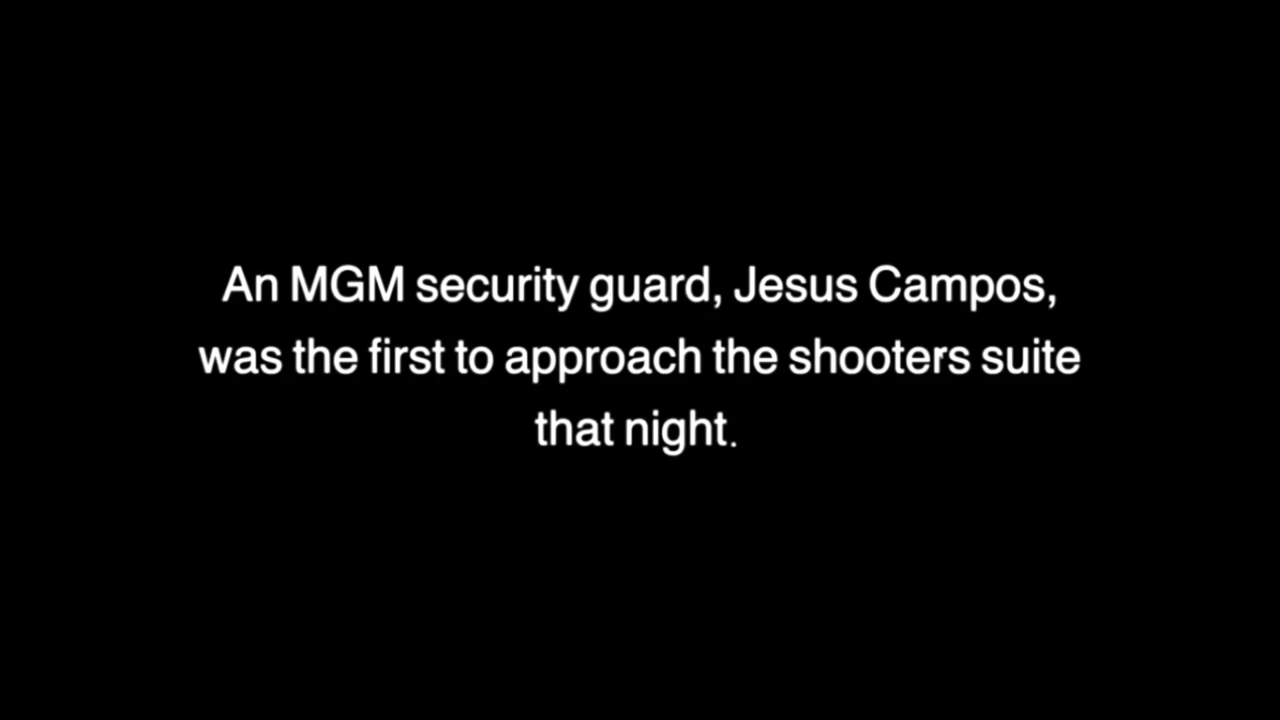 An MGM security guard, Jesus Campos,
was the first to approach the shooters suite
that night.